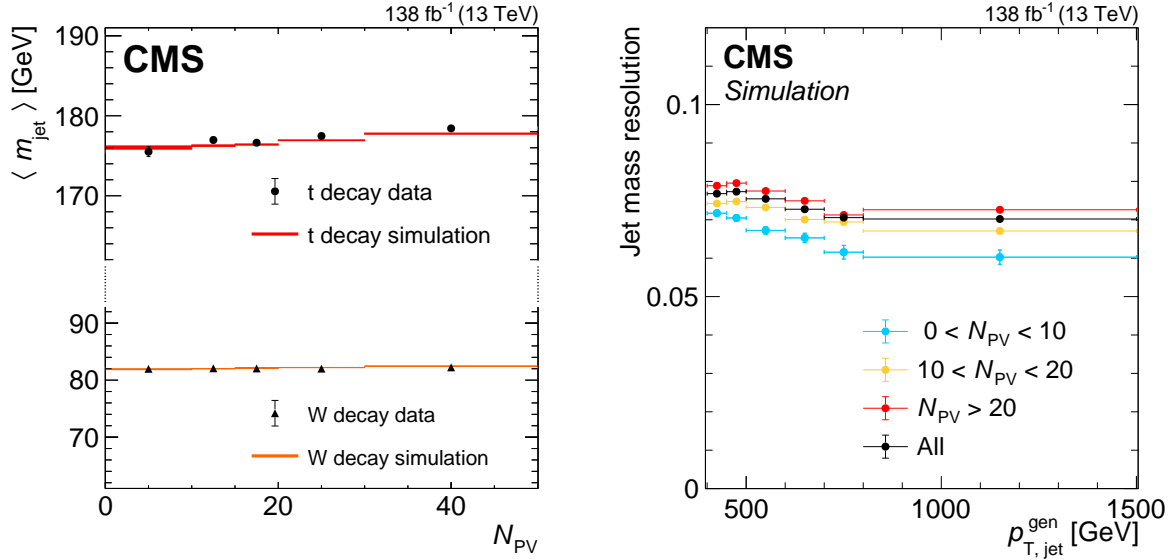 138 fb⁻¹ (13 TeV)
CMS
⟨ m_jet ⟩ [GeV]
190
180
170
90
80
70
t decay data
t decay simulation
W decay data
W decay simulation
0 20 40
N_PV
138 fb⁻¹ (13 TeV)
CMS
Simulation
Jet mass resolution
0.1
0.05
0
0 < N_PV < 10
10 < N_PV < 20
N_PV > 20
All
500 1000 1500
p_T, jet^gen [GeV]